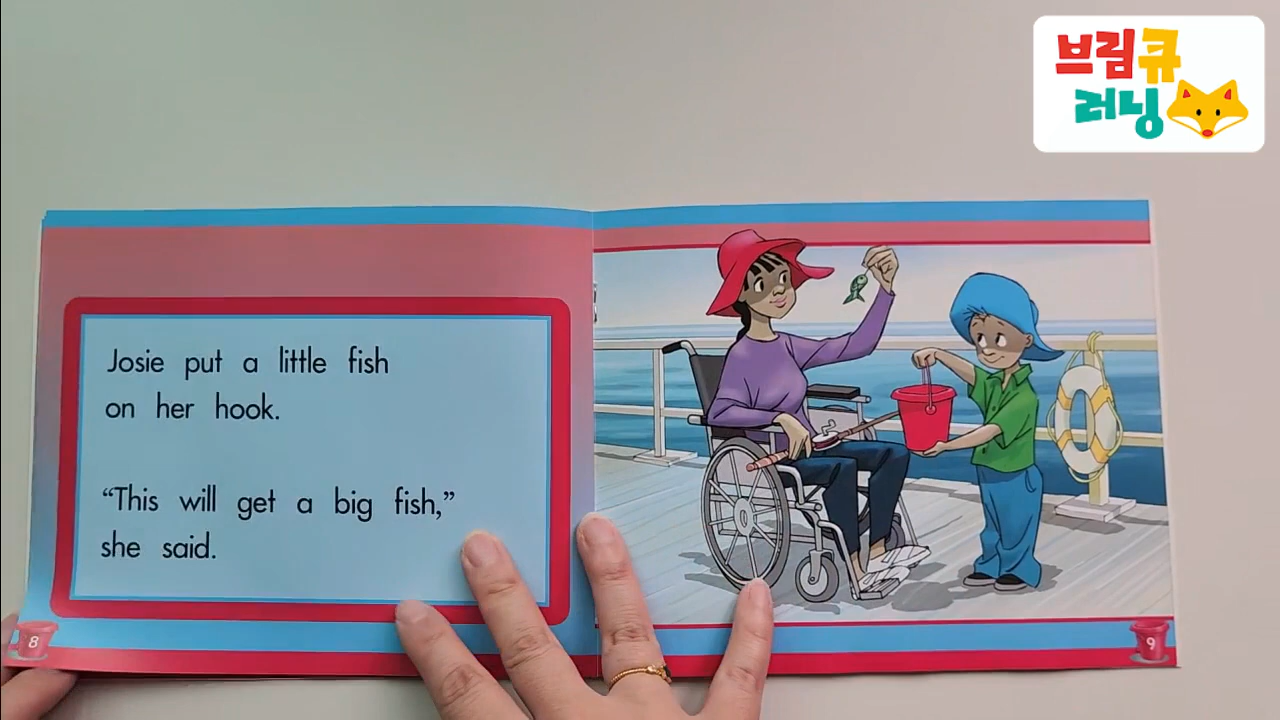 브림큐
러닝
Josie put a little fish
on her hook.
“This will get a big fish,”
she said.
8
9